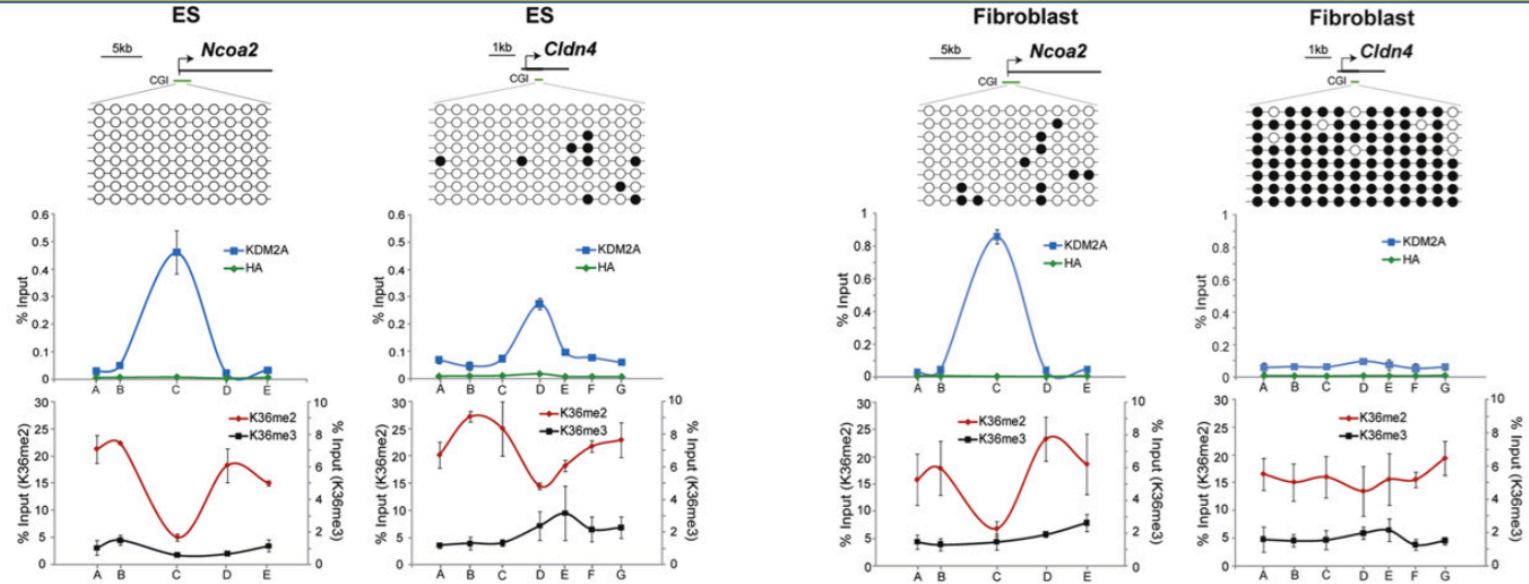 ES ES Fibroblast Fibroblast
5kb Ncoa2 1kb Cldn4 5kb Ncoa2 1kb Cldn4
CGI CGI CGI CGI
0.6
0.5
0.4
0.3
0.2
0.1
0
% Input
KDM2A
HA
A B C D E
0.6
0.5
0.4
0.3
0.2
0.1
0
% Input
KDM2A
HA
A B C D E F G
1
0.8
0.6
0.4
0.2
0
% Input
KDM2A
HA
A B C D E
1
0.8
0.6
0.4
0.2
0
% Input
KDM2A
HA
A B C D E F G
30
25
20
15
10
5
0
% Input (K36me2)
K36me2
K36me3
10
8
6
4
2
0
% Input (K36me3)
A B C D E
30
25
20
15
10
5
0
% Input (K36me2)
K36me2
K36me3
10
8
6
4
2
0
% Input (K36me3)
A B C D E F G
30
25
20
15
10
5
0
% Input (K36me2)
K36me2
K36me3
10
8
6
4
2
0
% Input (K36me3)
A B C D E
30
25
20
15
10
5
0
% Input (K36me2)
K36me2
K36me3
10
8
6
4
2
0
% Input (K36me3)
A B C D E F G